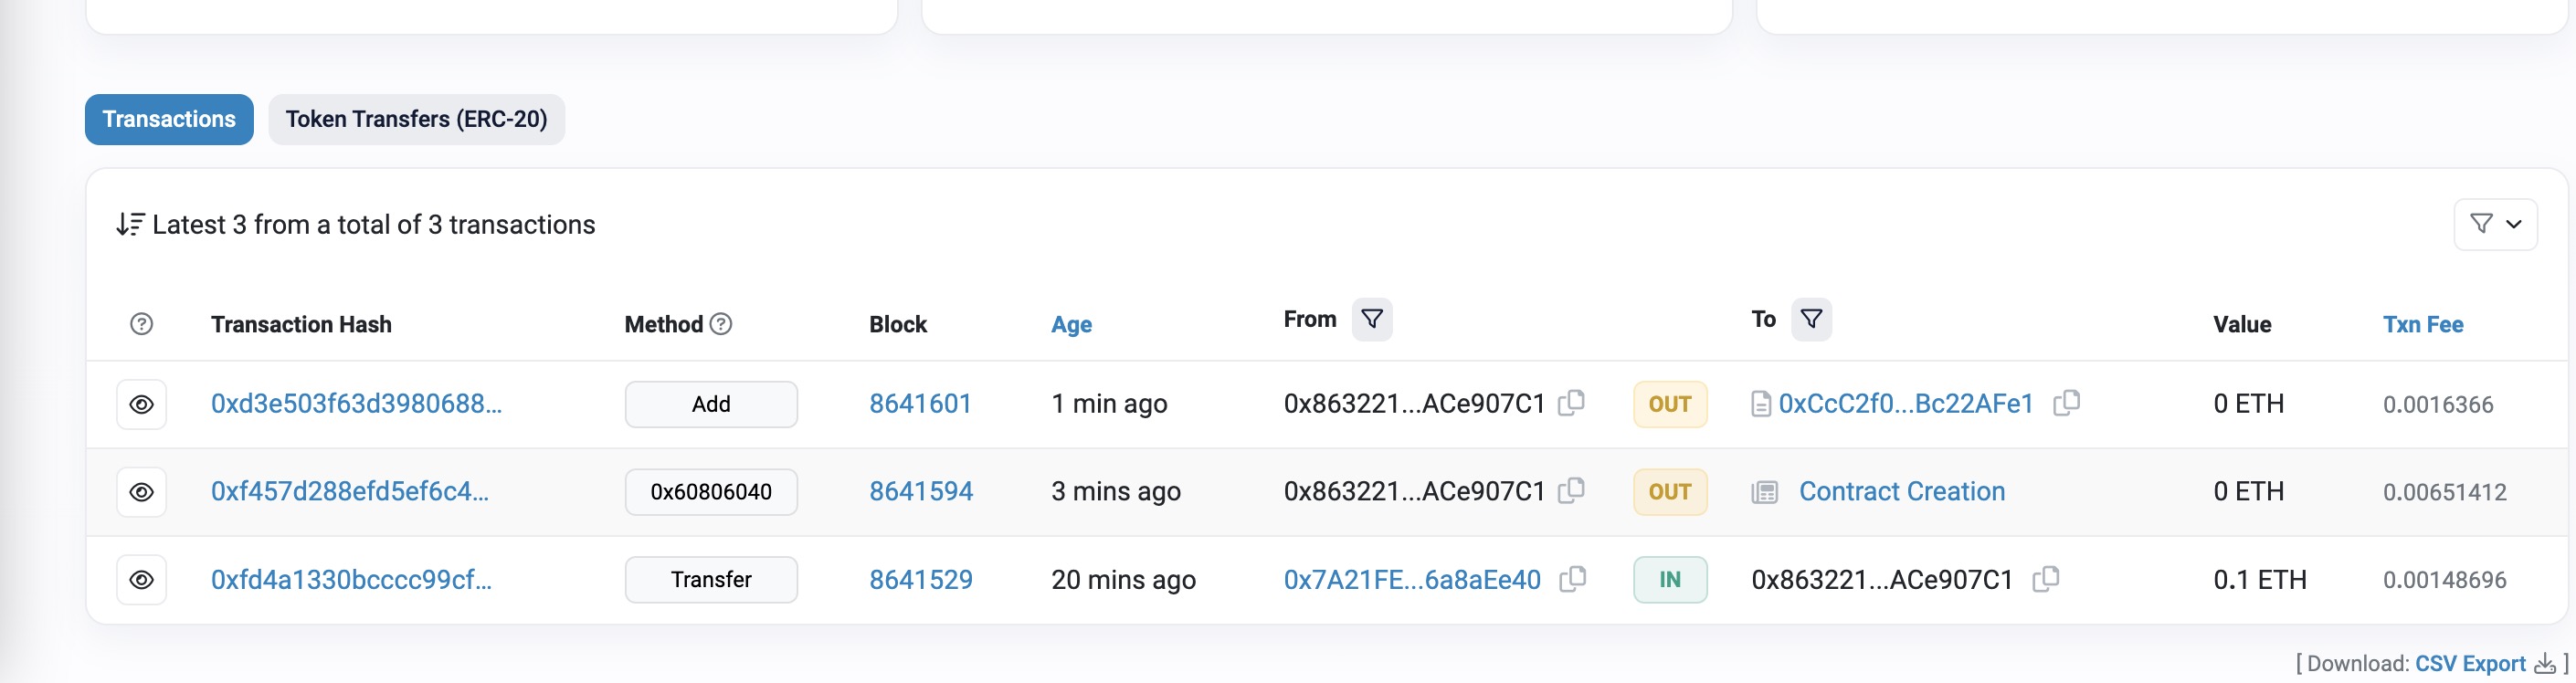 Transactions Token Transfers (ERC-20)
Latest 3 from a total of 3 transactions
Transaction Hash Method Block Age From To Value Txn Fee
0xd3e503f63d3980688... Add 8641601 1 min ago 0x863221...ACe907C1 OUT 0xCcC2f0...Bc22AFe1 0 ETH 0.0016366
0xf457d288efd5ef6c4... 0x60806040 8641594 3 mins ago 0x863221...ACe907C1 OUT Contract Creation 0 ETH 0.00651412
0xfd4a1330bcccc99cf... Transfer 8641529 20 mins ago 0x7A21FE...6a8aEe40 IN 0x863221...ACe907C1 0.1 ETH 0.00148696
[ Download: CSV Export ]